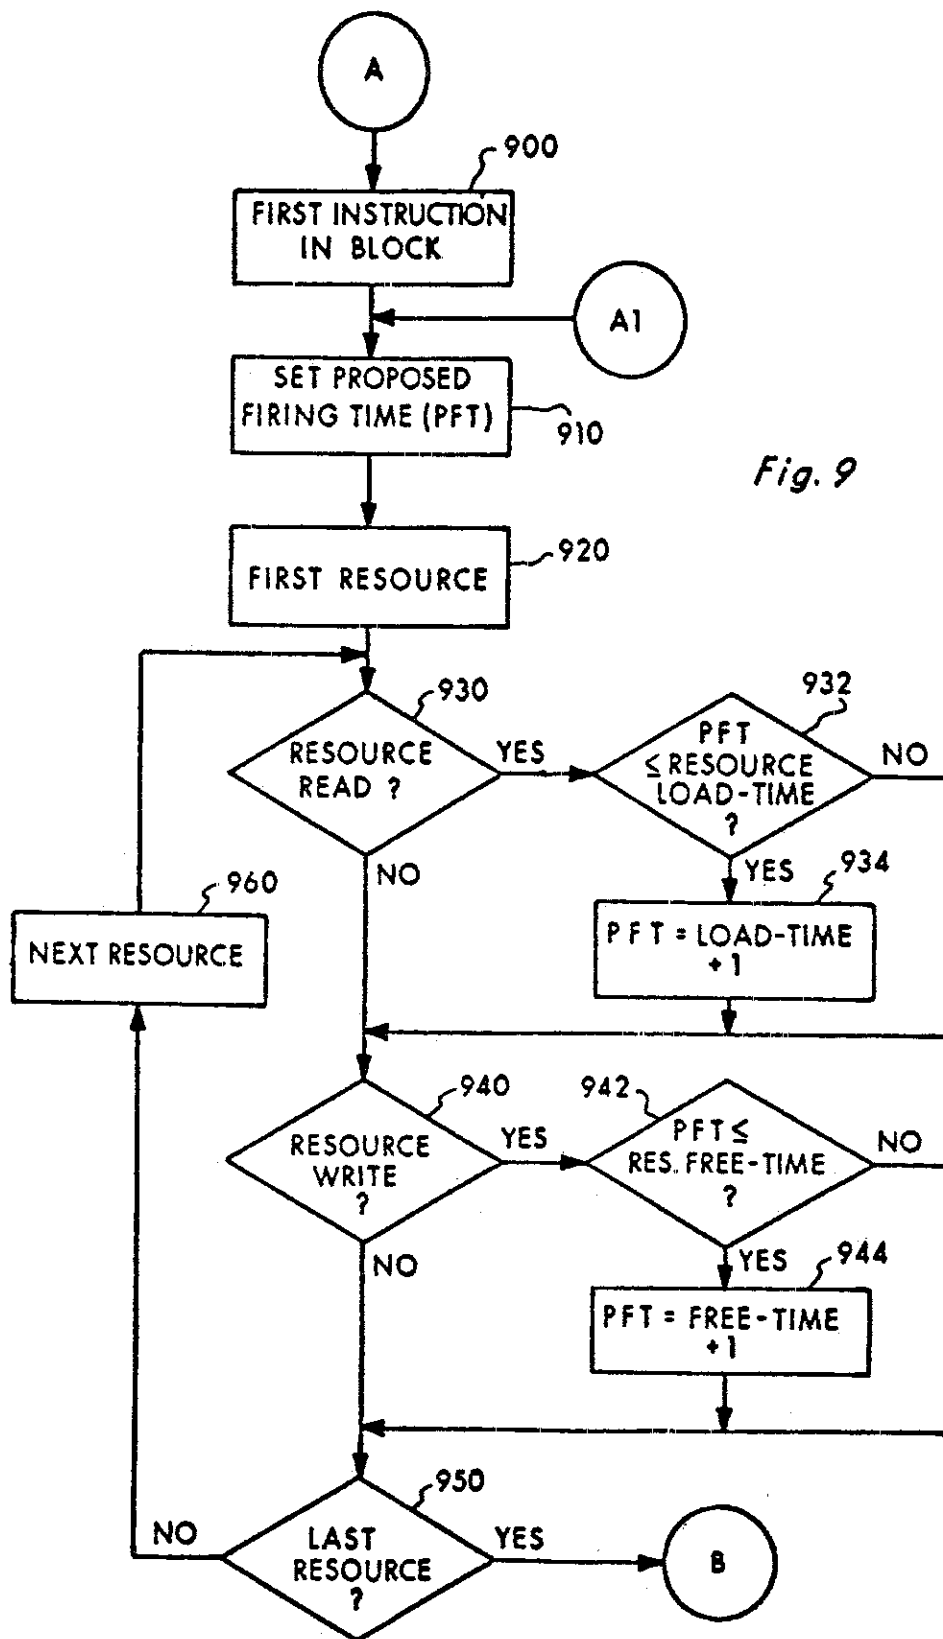 A
900
FIRST INSTRUCTION
IN BLOCK
A1
SET PROPOSED
FIRING TIME (PFT)
910
Fig. 9
920
FIRST RESOURCE
930
RESOURCE
READ ?
YES
932
PFT
≤ RESOURCE
LOAD-TIME
?
NO
NO
YES
934
PFT = LOAD-TIME
+1
960
NEXT RESOURCE
940
RESOURCE
WRITE
?
YES
942
PFT ≤
RES. FREE-TIME
?
NO
NO
YES
944
PFT = FREE-TIME
+1
950
LAST
RESOURCE
?
NO
YES
B